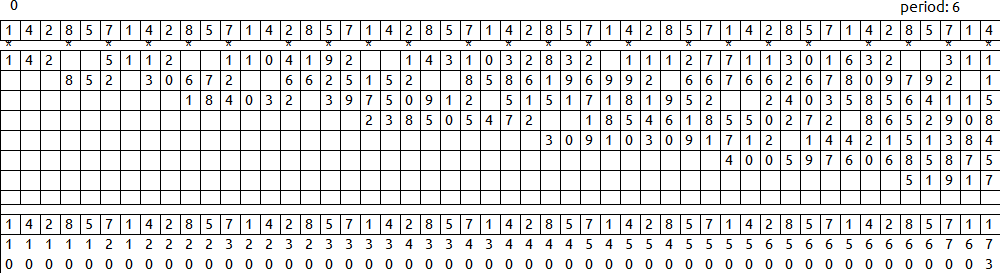 0 period: 6
1 4 2 8 5 7 1 4 2 8 5 7 1 4 2 8 5 7 1 4 2 8 5 7 1 4 2 8 5 7 1 4 2 8 5 7 1 4 2 8 5 7 1 4 2 8 5 7 1 4
* * * * * * * * * * * * * * * * * * * * * * *
1 4 2 5 1 1 2 1 1 0 4 1 9 2 1 4 3 1 0 3 2 8 3 2 1 1 1 2 7 7 1 1 3 0 1 6 3 2 3 1 1
8 5 2 3 0 6 7 2 6 6 2 5 1 5 2 8 5 8 6 1 9 6 9 9 2 6 6 7 6 6 2 6 7 8 0 9 7 9 2 1
1 8 4 0 3 2 3 9 7 5 0 9 1 2 5 1 5 1 7 1 8 1 9 5 2 2 4 0 3 5 8 5 6 4 1 1 5
2 3 8 5 0 5 4 7 2 1 8 5 4 6 1 8 5 5 0 2 7 2 8 6 5 2 9 0 8
3 0 9 1 0 3 0 9 1 7 1 2 1 4 4 2 1 5 1 3 8 4
4 0 0 5 9 7 6 0 6 8 5 8 7 5
5 1 9 1 7
1 4 2 8 5 7 1 4 2 8 5 7 1 4 2 8 5 7 1 4 2 8 5 7 1 4 2 8 5 7 1 4 2 8 5 7 1 4 2 8 5 7 1 4 2 8 5 7 1 1
1 1 1 1 1 2 1 2 2 2 2 3 2 2 3 3 2 3 3 3 4 3 3 4 3 4 4 4 4 5 4 5 4 5 5 5 4 5 6 5 6 6 5 6 6 6 6 7 6 7
0 0 0 0 0 0 0 0 0 0 0 0 0 0 0 0 0 0 0 0 0 0 0 0 0 0 0 0 0 0 0 0 0 0 0 0 0 0 0 0 0 0 0 0 0 0 0 0 0 3